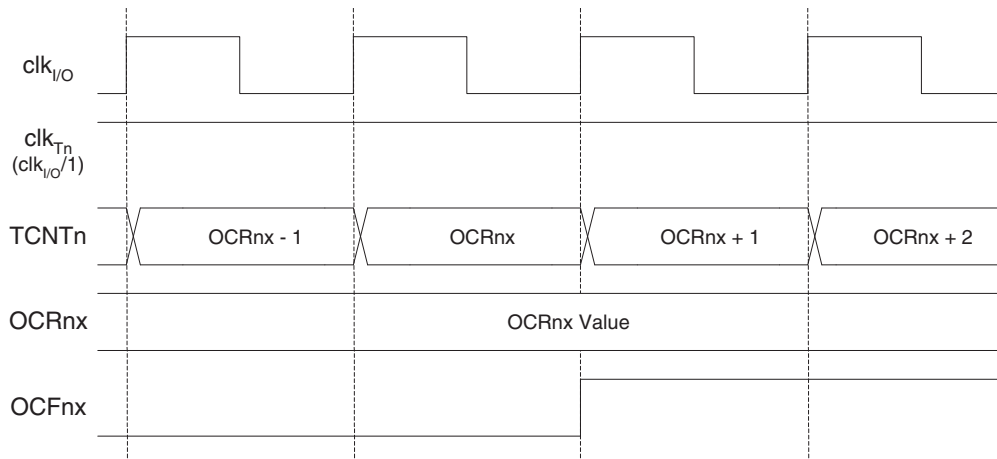 clkI/O
clkTn
(clkI/O/1)
TCNTn
OCRnx - 1
OCRnx
OCRnx + 1
OCRnx + 2
OCRnx
OCRnx Value
OCFnx